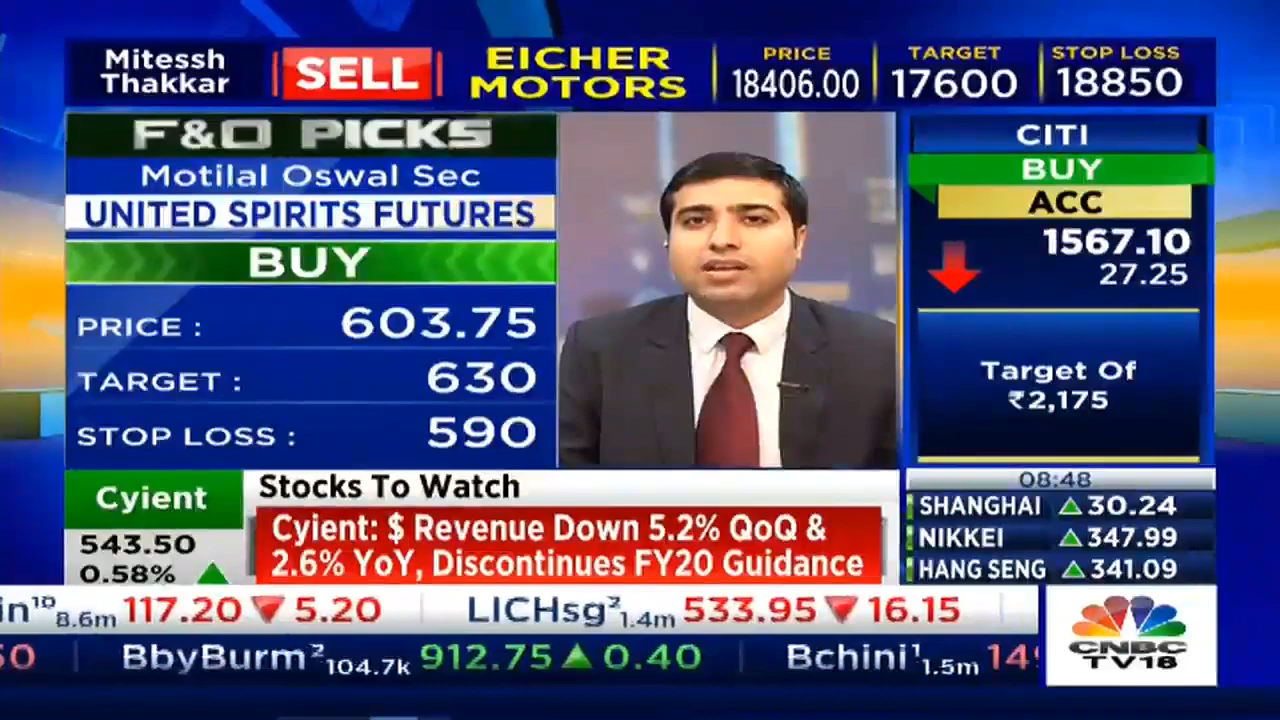 Mitessh
Thakkar
SELL
EICHER
MOTORS
PRICE
18406.00
TARGET
17600
STOP LOSS
18850
F&O PICKS
Motilal Oswal Sec
UNITED SPIRITS FUTURES
BUY
PRICE : 603.75
TARGET : 630
STOP LOSS : 590
CITI
BUY
ACC
1567.10
27.25
Target Of
₹2,175
08:48
SHANGHAI 30.24
NIKKEI 347.99
HANG SENG 341.09
Cyient
543.50
0.58%
Stocks To Watch
Cyient: $ Revenue Down 5.2% QoQ &
2.6% YoY, Discontinues FY20 Guidance
in¹⁰ 8.6m 117.20 5.20 LICHsg² 1.4m 533.95 16.15
BbyBurm² 104.7k 912.75 0.40 Bchini¹ 1.5m
CNBC
TV18